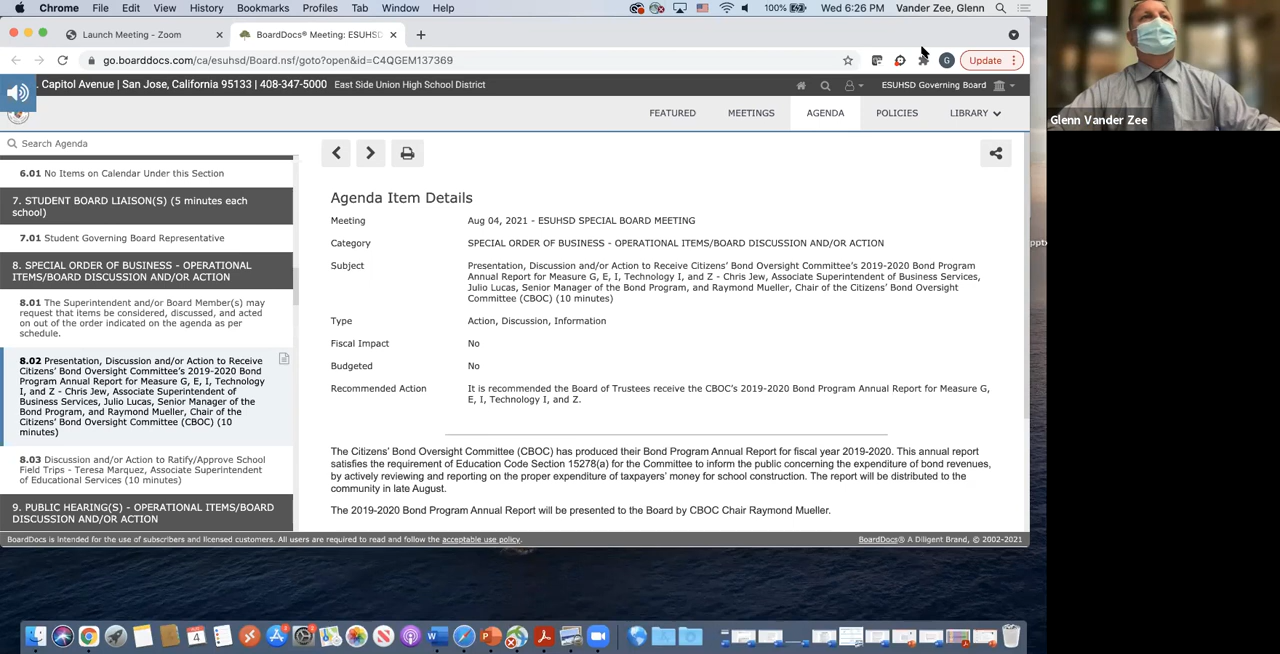 Chrome File Edit View History Bookmarks Profiles Tab Window Help 100% Wed 6:26 PM Vander Zee, Glenn
Launch Meeting - Zoom
BoardDocs® Meeting: ESUHSD
go.boarddocs.com/ca/esuhsd/Board.nsf/goto?open&id=C4QGEM137369
G
Update
. Capitol Avenue | San Jose, California 95133 | 408-347-5000 East Side Union High School District
ESUHSD Governing Board
FEATURED MEETINGS AGENDA POLICIES LIBRARY
Search Agenda
6.01 No Items on Calendar Under this Section
7. STUDENT BOARD LIAISON(S) (5 minutes each
school)
7.01 Student Governing Board Representative
8. SPECIAL ORDER OF BUSINESS - OPERATIONAL
ITEMS/BOARD DISCUSSION AND/OR ACTION
8.01 The Superintendent and/or Board Member(s) may
request that items be considered, discussed, and acted
on out of the order indicated on the agenda as per
schedule.
8.02 Presentation, Discussion and/or Action to Receive
Citizens' Bond Oversight Committee's 2019-2020 Bond
Program Annual Report for Measure G, E, I, Technology
I, and Z - Chris Jew, Associate Superintendent of
Business Services, Julio Lucas, Senior Manager of the
Bond Program, and Raymond Mueller, Chair of the
Citizens' Bond Oversight Committee (CBOC) (10
minutes)
8.03 Discussion and/or Action to Ratify/Approve School
Field Trips - Teresa Marquez, Associate Superintendent
of Educational Services (10 minutes)
9. PUBLIC HEARING(S) - OPERATIONAL ITEMS/BOARD
DISCUSSION AND/OR ACTION
Agenda Item Details
Meeting Aug 04, 2021 - ESUHSD SPECIAL BOARD MEETING
Category SPECIAL ORDER OF BUSINESS - OPERATIONAL ITEMS/BOARD DISCUSSION AND/OR ACTION
Subject Presentation, Discussion and/or Action to Receive Citizens' Bond Oversight Committee's 2019-2020 Bond Program
Annual Report for Measure G, E, I, Technology I, and Z - Chris Jew, Associate Superintendent of Business Services,
Julio Lucas, Senior Manager of the Bond Program, and Raymond Mueller, Chair of the Citizens' Bond Oversight
Committee (CBOC) (10 minutes)
Type Action, Discussion, Information
Fiscal Impact No
Budgeted No
Recommended Action It is recommended the Board of Trustees receive the CBOC's 2019-2020 Bond Program Annual Report for Measure G,
E, I, Technology I, and Z.
The Citizens' Bond Oversight Committee (CBOC) has produced their Bond Program Annual Report for fiscal year 2019-2020. This annual report
satisfies the requirement of Education Code Section 15278(a) for the Committee to inform the public concerning the expenditure of bond revenues,
by actively reviewing and reporting on the proper expenditure of taxpayers' money for school construction. The report will be distributed to the
community in late August.
The 2019-2020 Bond Program Annual Report will be presented to the Board by CBOC Chair Raymond Mueller.
BoardDocs is intended for the use of subscribers and licensed customers. All users are required to read and follow the acceptable use policy.
BoardDocs® A Diligent Brand, © 2002-2021
Glenn Vander Zee
pptx
4